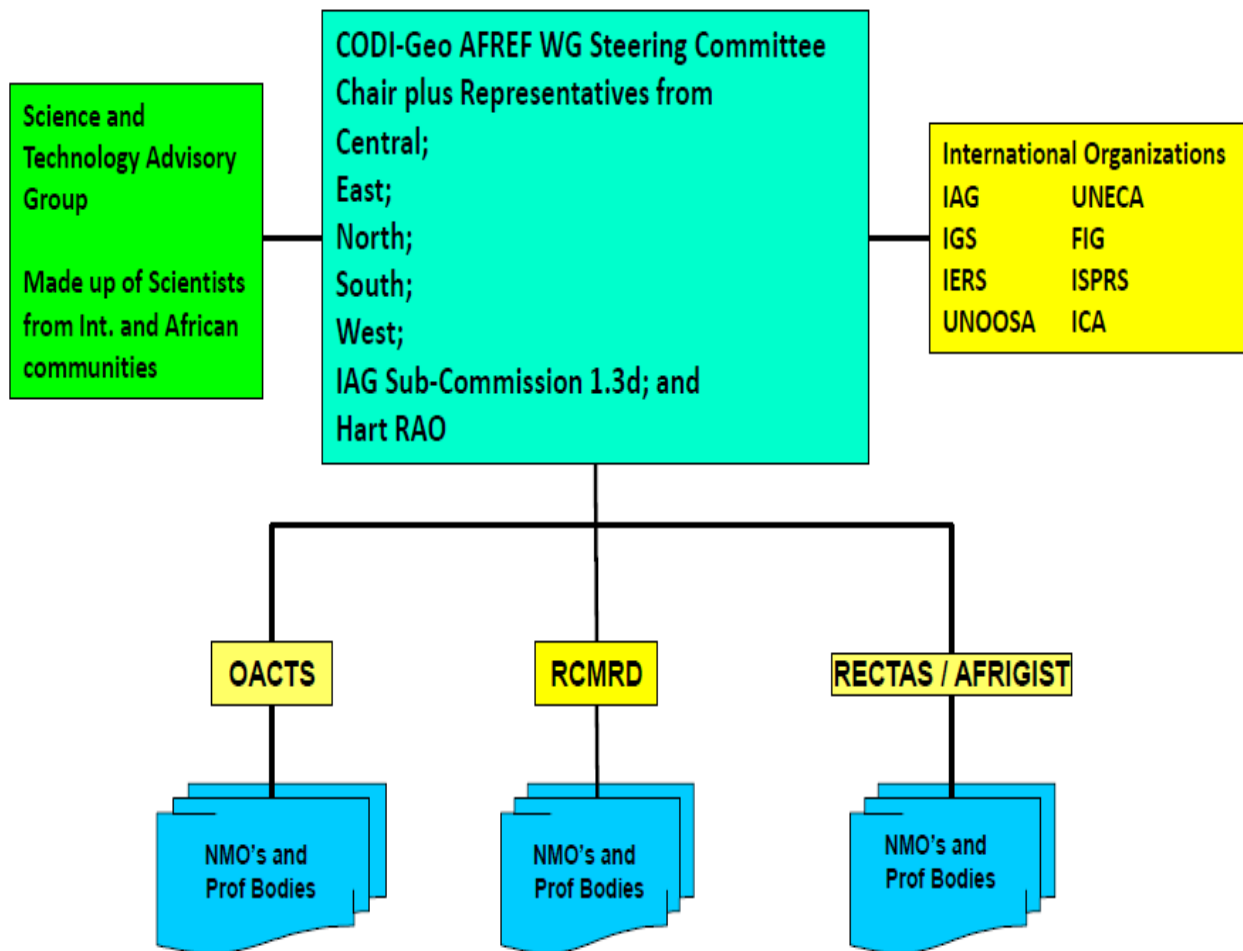 Science and
Technology Advisory
Group
Made up of Scientists
from Int. and African
communities
CODI-Geo AFREF WG Steering Committee
Chair plus Representatives from
Central;
East;
North;
South;
West;
IAG Sub-Commission 1.3d; and
Hart RAO
International Organizations
IAG UNECA
IGS FIG
IERS ISPRS
UNOOSA ICA
OACTS
RCMRD
RECTAS / AFRIGIST
NMO's and
Prof Bodies
NMO's and
Prof Bodies
NMO's and
Prof Bodies